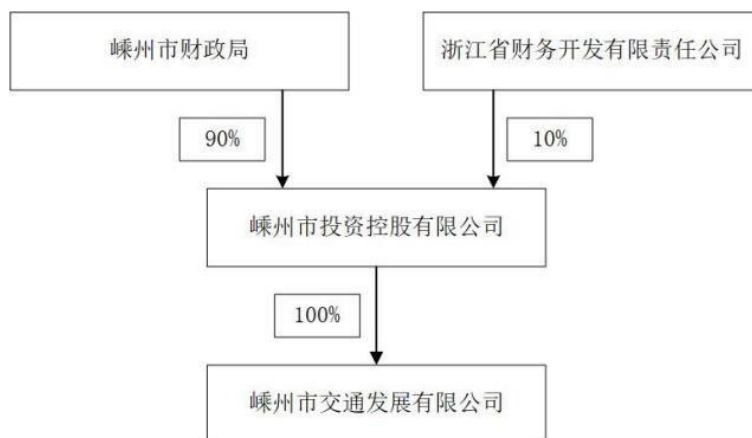 嵊州市财政局
浙江省财务开发有限责任公司
90%
10%
嵊州市投资控股有限公司
100%
嵊州市交通发展有限公司